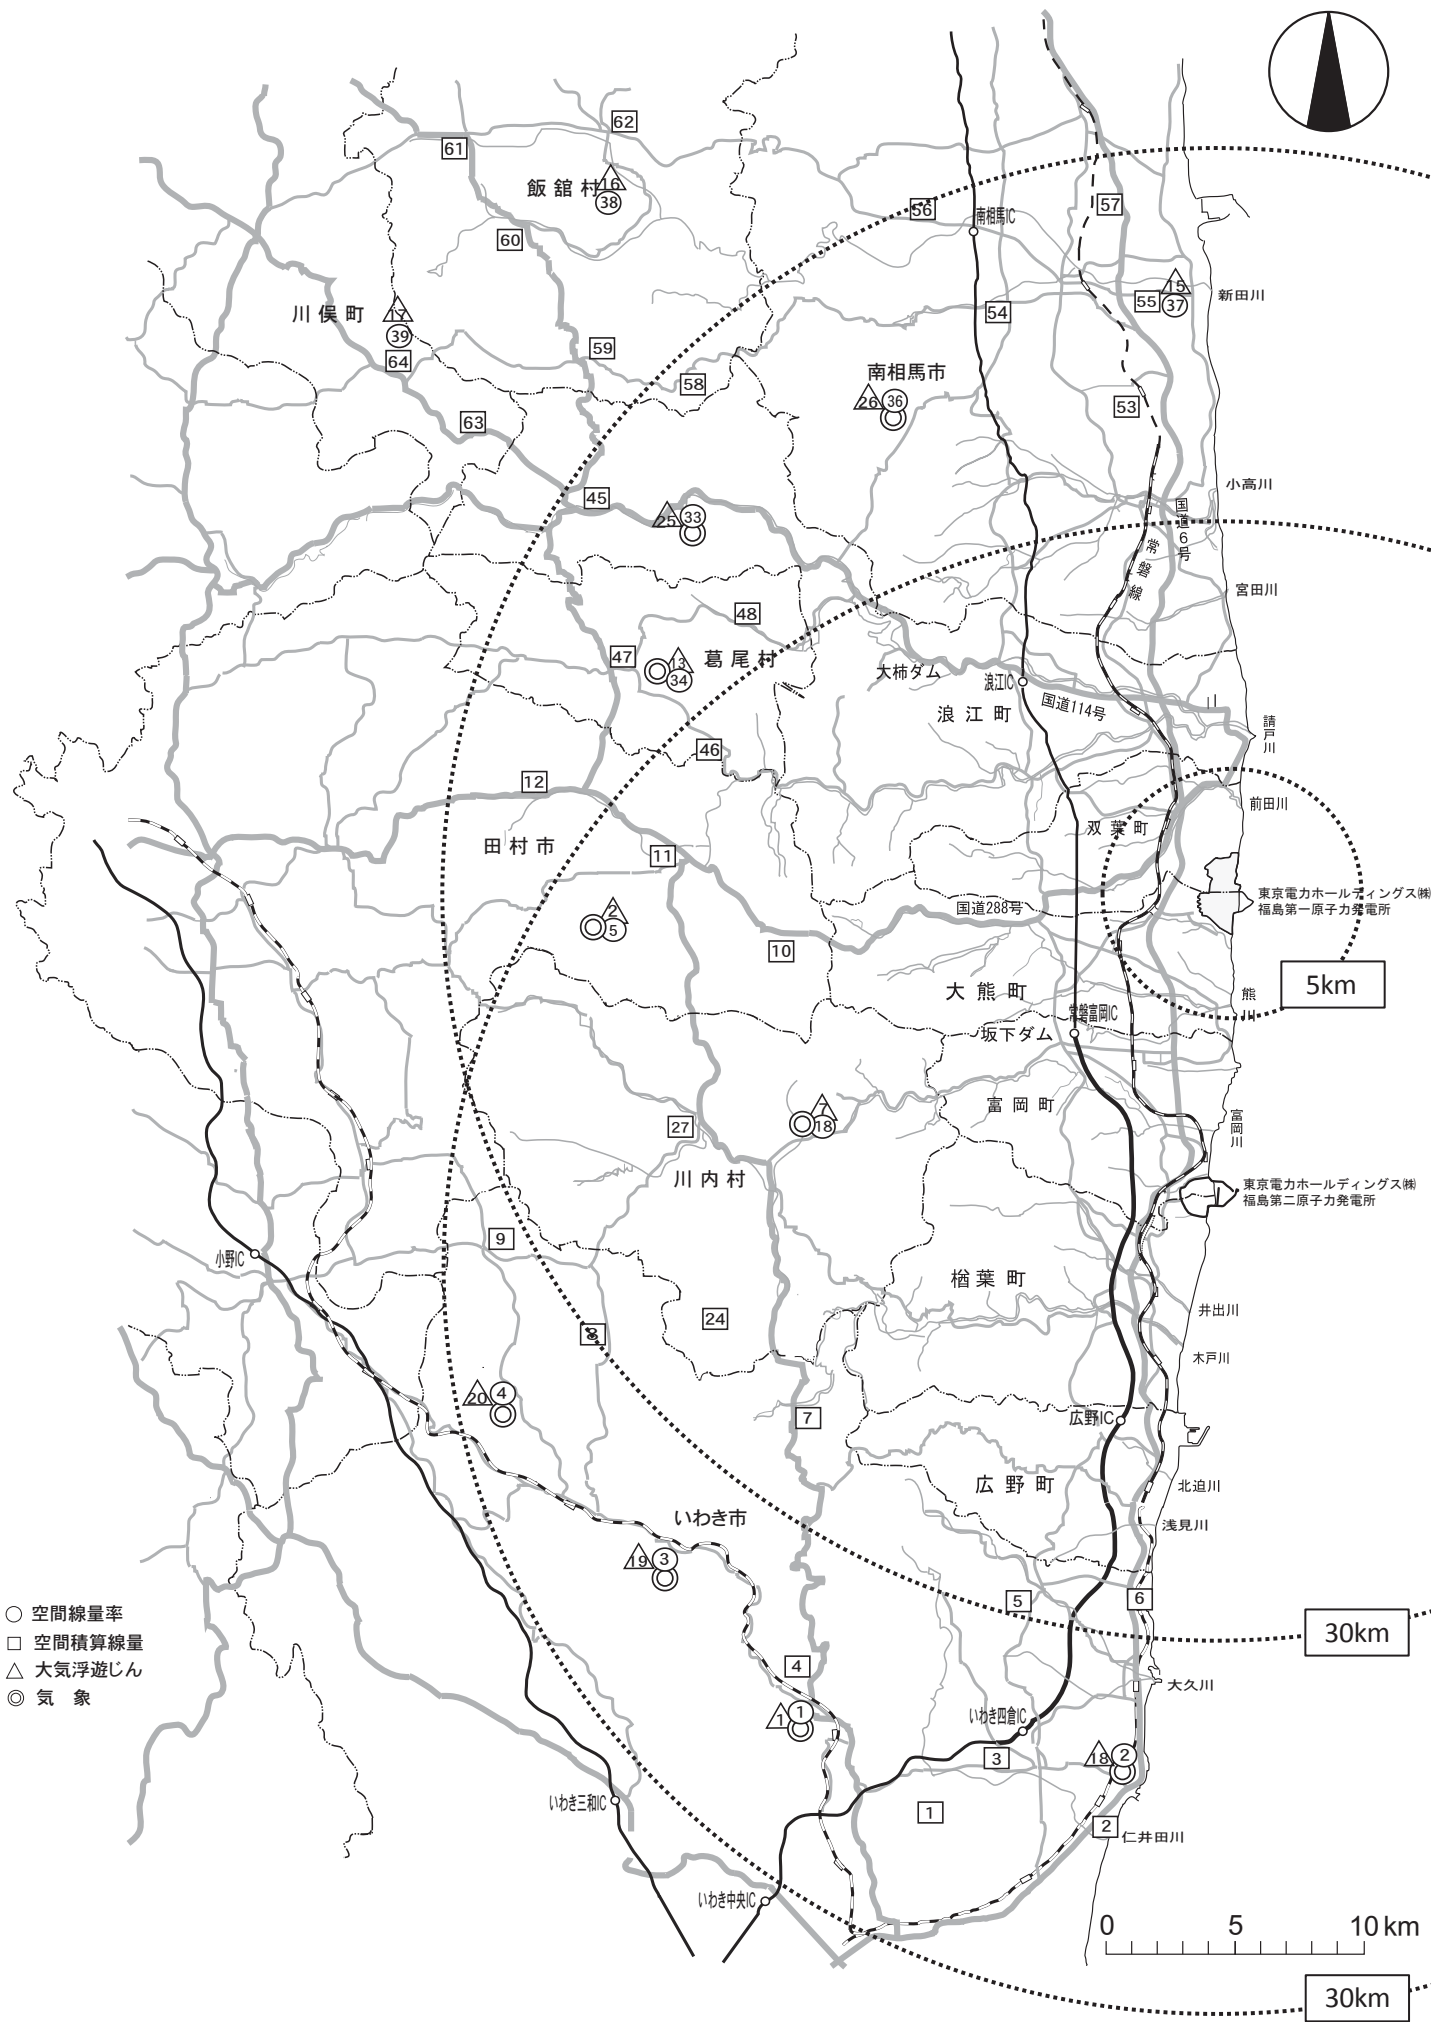 62
61
飯舘村
16
38
57
56
南相馬IC
60
15
55
37
新田川
川俣町
17
39
54
59
64
南相馬市
58
26
36
53
63
小高川
45
国道6号
25
33
常磐線
宮田川
48
47
13
34
葛尾村
大柿ダム
浪江IC
国道114号
川
浪江町
請戸川
46
12
前田川
双葉町
田村市
11
東京電力ホールディングス㈱
福島第一原子力発電所
国道288号
2
5
10
5km
大熊町
熊川
常磐富岡IC
坂下ダム
富岡町
7
18
27
富岡川
川内村
東京電力ホールディングス㈱
福島第二原子力発電所
9
小野IC
楢葉町
井出川
24
8
木戸川
20
4
7
広野IC
広野町
北迫川
いわき市
浅見川
19
3
5
6
○ 空間線量率
□ 空間積算線量
△ 大気浮遊じん
◎ 気 象
30km
4
大久川
1
1
いわき四倉IC
3
18
2
いわき三和IC
1
2
仁井田川
いわき中央IC
0 5 10 km
30km